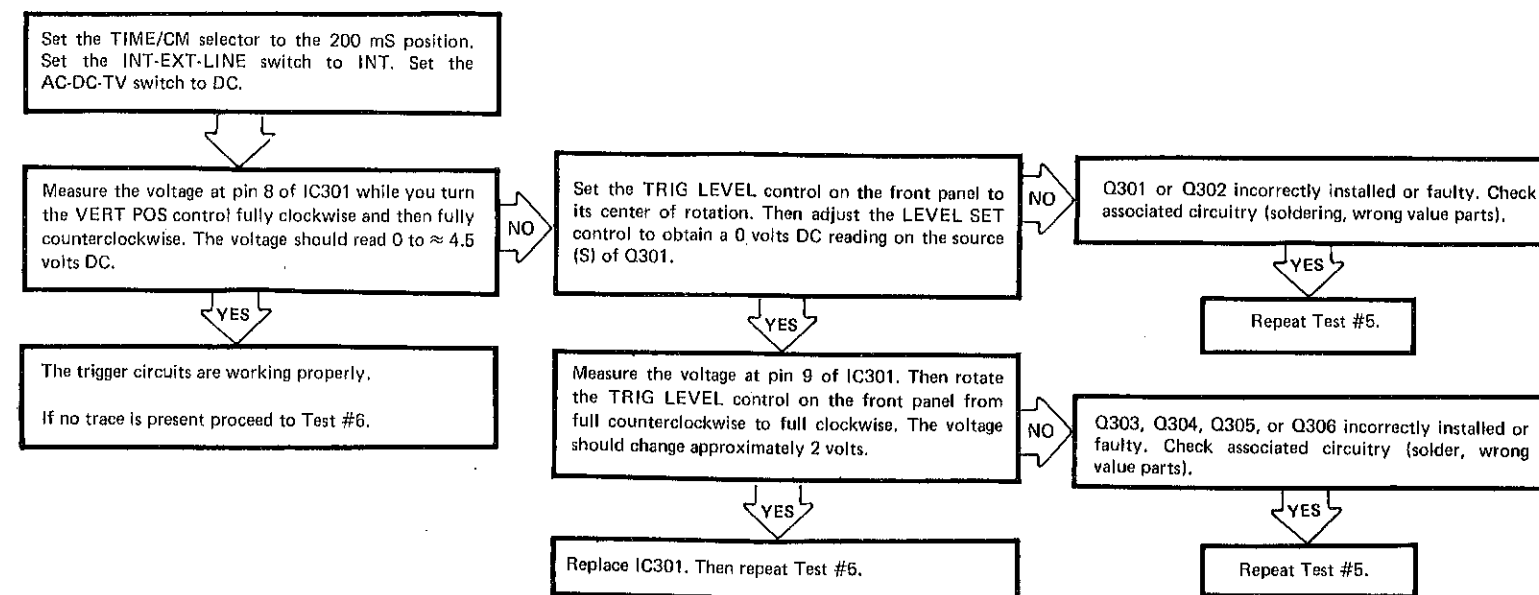 Set the TIME/CM selector to the 200 mS position.
Set the INT-EXT-LINE switch to INT. Set the
AC-DC-TV switch to DC.
Measure the voltage at pin 8 of IC301 while you turn
the VERT POS control fully clockwise and then fully
counterclockwise. The voltage should read 0 to ≈ 4.5
volts DC.
NO
Set the TRIG LEVEL control on the front panel to
its center of rotation. Then adjust the LEVEL SET
control to obtain a 0 volts DC reading on the source
(S) of Q301.
NO
Q301 or Q302 incorrectly installed or faulty. Check
associated circuitry (soldering, wrong value parts).
YES
YES
YES
Repeat Test #5.
The trigger circuits are working properly.
If no trace is present proceed to Test #6.
Measure the voltage at pin 9 of IC301. Then rotate
the TRIG LEVEL control on the front panel from
full counterclockwise to full clockwise. The voltage
should change approximately 2 volts.
NO
Q303, Q304, Q305, or Q306 incorrectly installed or
faulty. Check associated circuitry (solder, wrong
value parts).
YES
YES
Replace IC301. Then repeat Test #5.
Repeat Test #5.